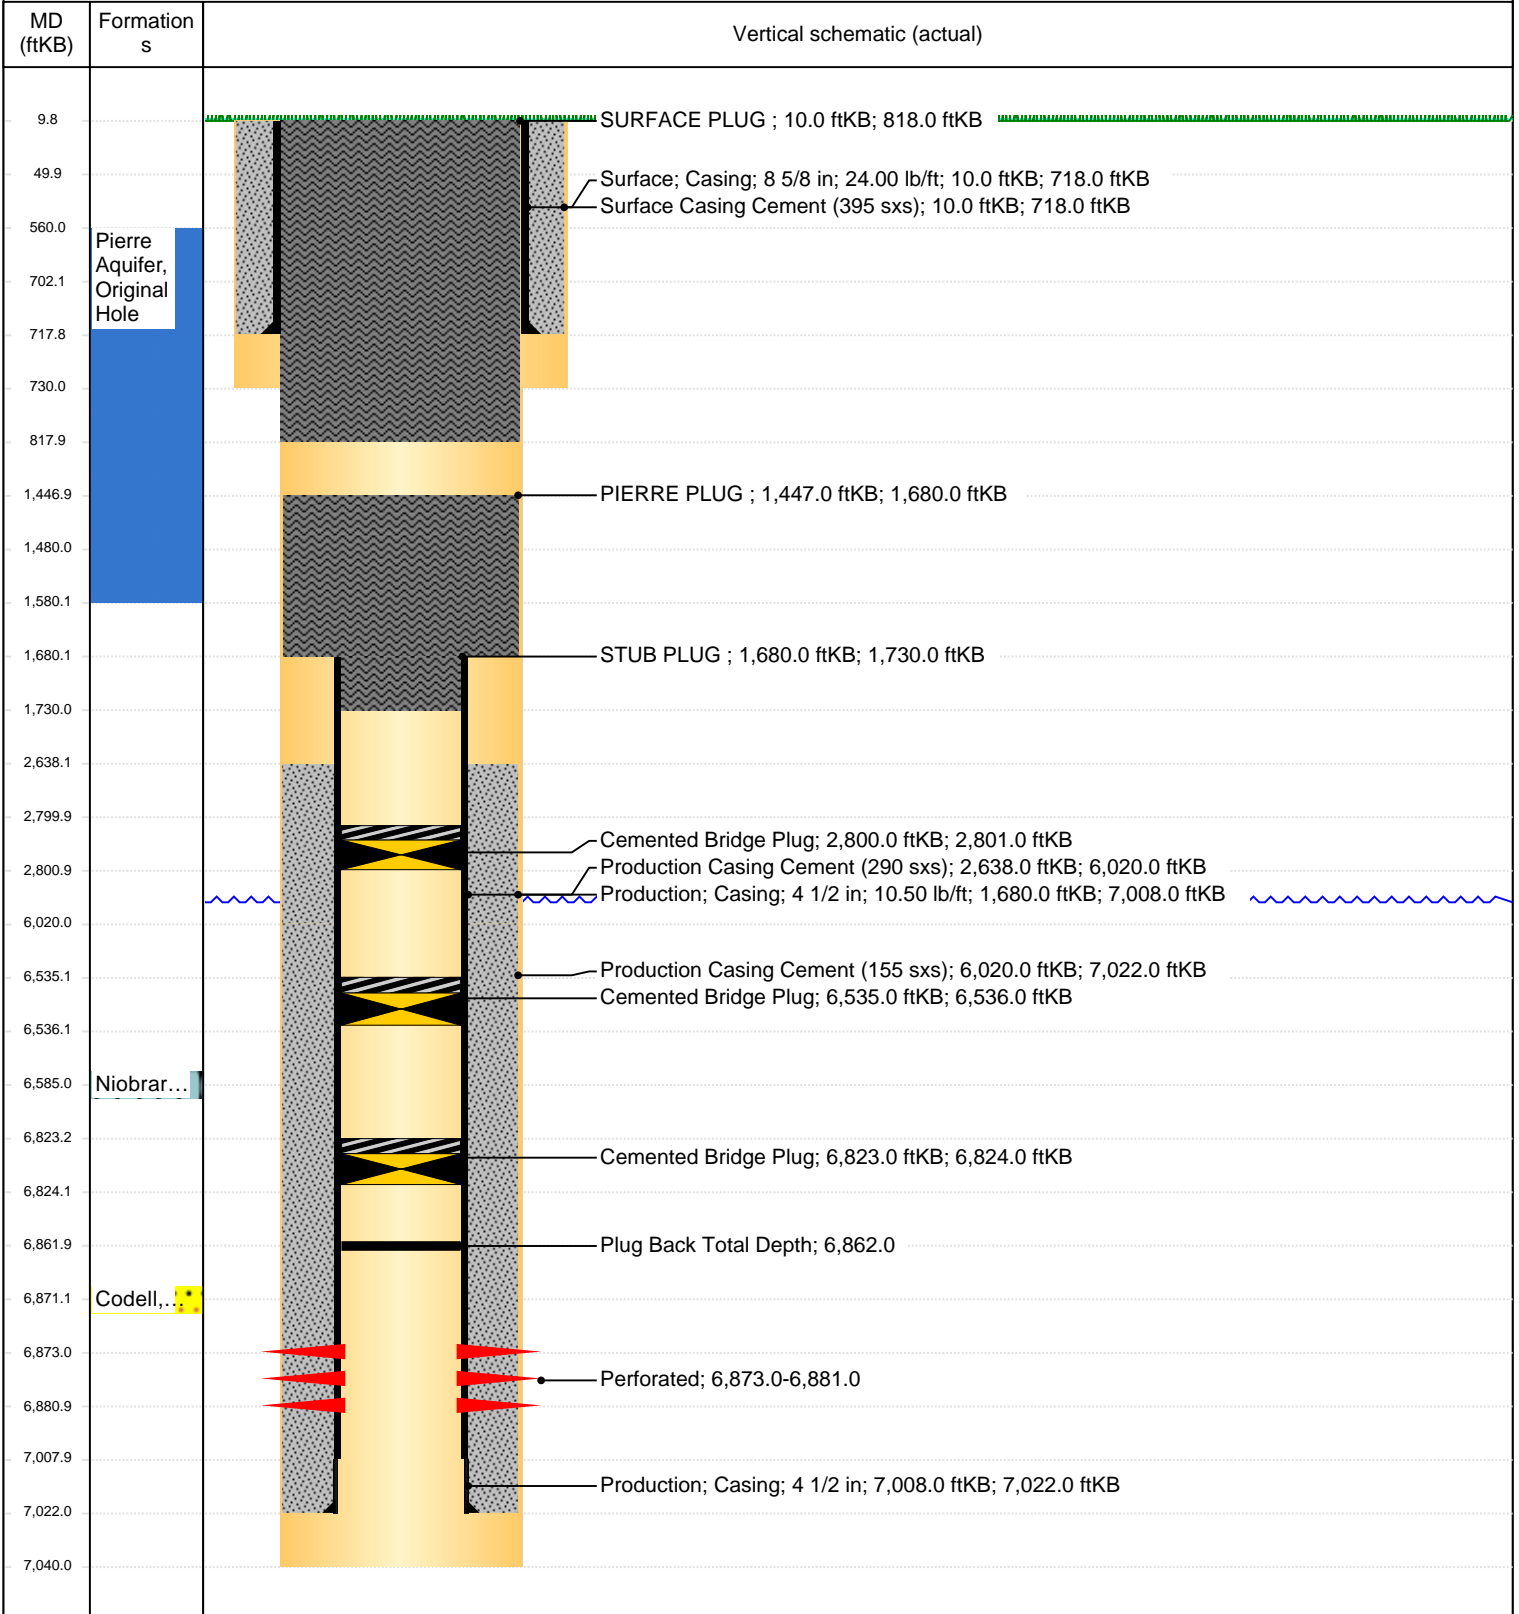 MD
(ftKB)
Formation
s
Vertical schematic (actual)
9.8
SURFACE PLUG ; 10.0 ftKB; 818.0 ftKB
49.9
Surface; Casing; 8 5/8 in; 24.00 lb/ft; 10.0 ftKB; 718.0 ftKB
Surface Casing Cement (395 sxs); 10.0 ftKB; 718.0 ftKB
560.0
Pierre
Aquifer,
Original
Hole
702.1
717.8
730.0
817.9
1,446.9
PIERRE PLUG ; 1,447.0 ftKB; 1,680.0 ftKB
1,480.0
1,580.1
1,680.1
STUB PLUG ; 1,680.0 ftKB; 1,730.0 ftKB
1,730.0
2,638.1
2,799.9
Cemented Bridge Plug; 2,800.0 ftKB; 2,801.0 ftKB
2,800.9
Production Casing Cement (290 sxs); 2,638.0 ftKB; 6,020.0 ftKB
Production; Casing; 4 1/2 in; 10.50 lb/ft; 1,680.0 ftKB; 7,008.0 ftKB
6,020.0
6,535.1
Production Casing Cement (155 sxs); 6,020.0 ftKB; 7,022.0 ftKB
Cemented Bridge Plug; 6,535.0 ftKB; 6,536.0 ftKB
6,536.1
6,585.0
Niobrar…
6,823.2
Cemented Bridge Plug; 6,823.0 ftKB; 6,824.0 ftKB
6,824.1
6,861.9
Plug Back Total Depth; 6,862.0
6,871.1
Codell,…
6,873.0
Perforated; 6,873.0-6,881.0
6,880.9
7,007.9
Production; Casing; 4 1/2 in; 7,008.0 ftKB; 7,022.0 ftKB
7,022.0
7,040.0